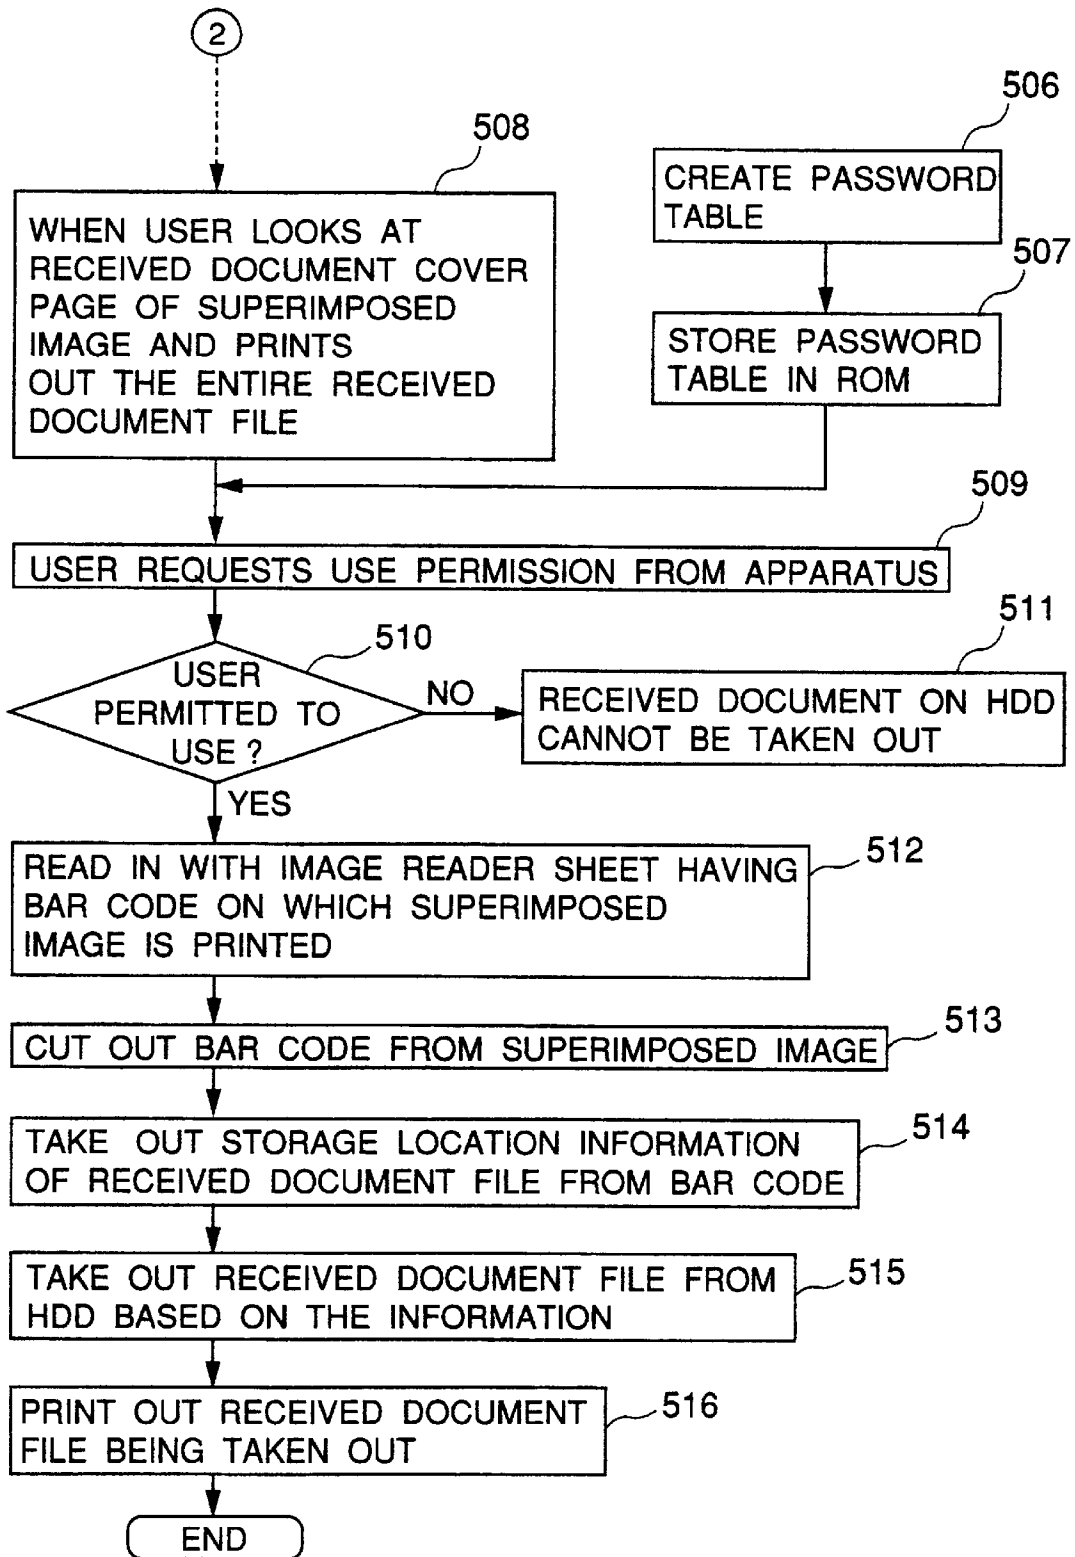 2
508
WHEN USER LOOKS AT
RECEIVED DOCUMENT COVER
PAGE OF SUPERIMPOSED
IMAGE AND PRINTS
OUT THE ENTIRE RECEIVED
DOCUMENT FILE
506
CREATE PASSWORD
TABLE
507
STORE PASSWORD
TABLE IN ROM
509
USER REQUESTS USE PERMISSION FROM APPARATUS
510
USER
PERMITTED TO
USE ?
NO
511
RECEIVED DOCUMENT ON HDD
CANNOT BE TAKEN OUT
YES
512
READ IN WITH IMAGE READER SHEET HAVING
BAR CODE ON WHICH SUPERIMPOSED
IMAGE IS PRINTED
513
CUT OUT BAR CODE FROM SUPERIMPOSED IMAGE
514
TAKE OUT STORAGE LOCATION INFORMATION
OF RECEIVED DOCUMENT FILE FROM BAR CODE
515
TAKE OUT RECEIVED DOCUMENT FILE FROM
HDD BASED ON THE INFORMATION
516
PRINT OUT RECEIVED DOCUMENT
FILE BEING TAKEN OUT
END